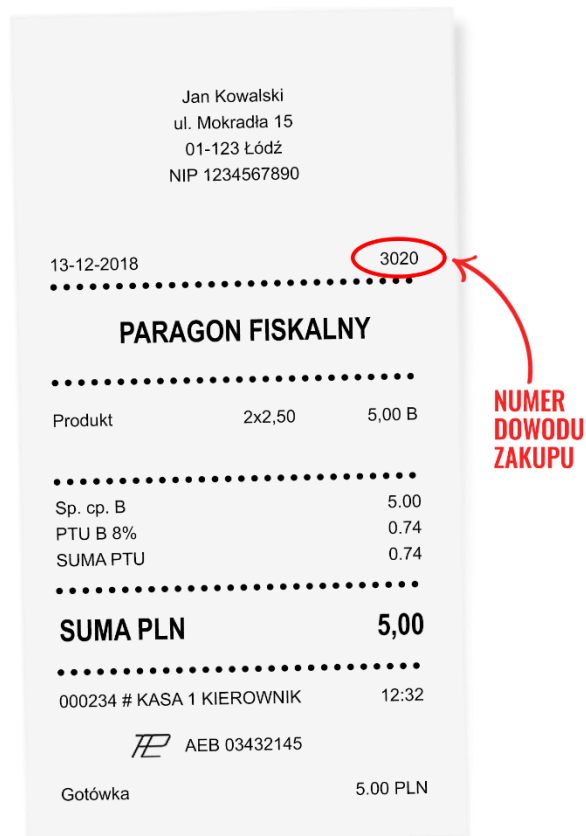 Jan Kowalski
ul. Mokradła 15
01-123 Łódź
NIP 1234567890
13-12-2018 3020
PARAGON FISKALNY
Produkt 2x2,50 5,00 B
Sp. cp. B 5.00
PTU B 8% 0.74
SUMA PTU 0.74
SUMA PLN 5,00
000234 # KASA 1 KIEROWNIK 12:32
AEB 03432145
Gotówka 5.00 PLN
NUMER
DOWODU
ZAKUPU